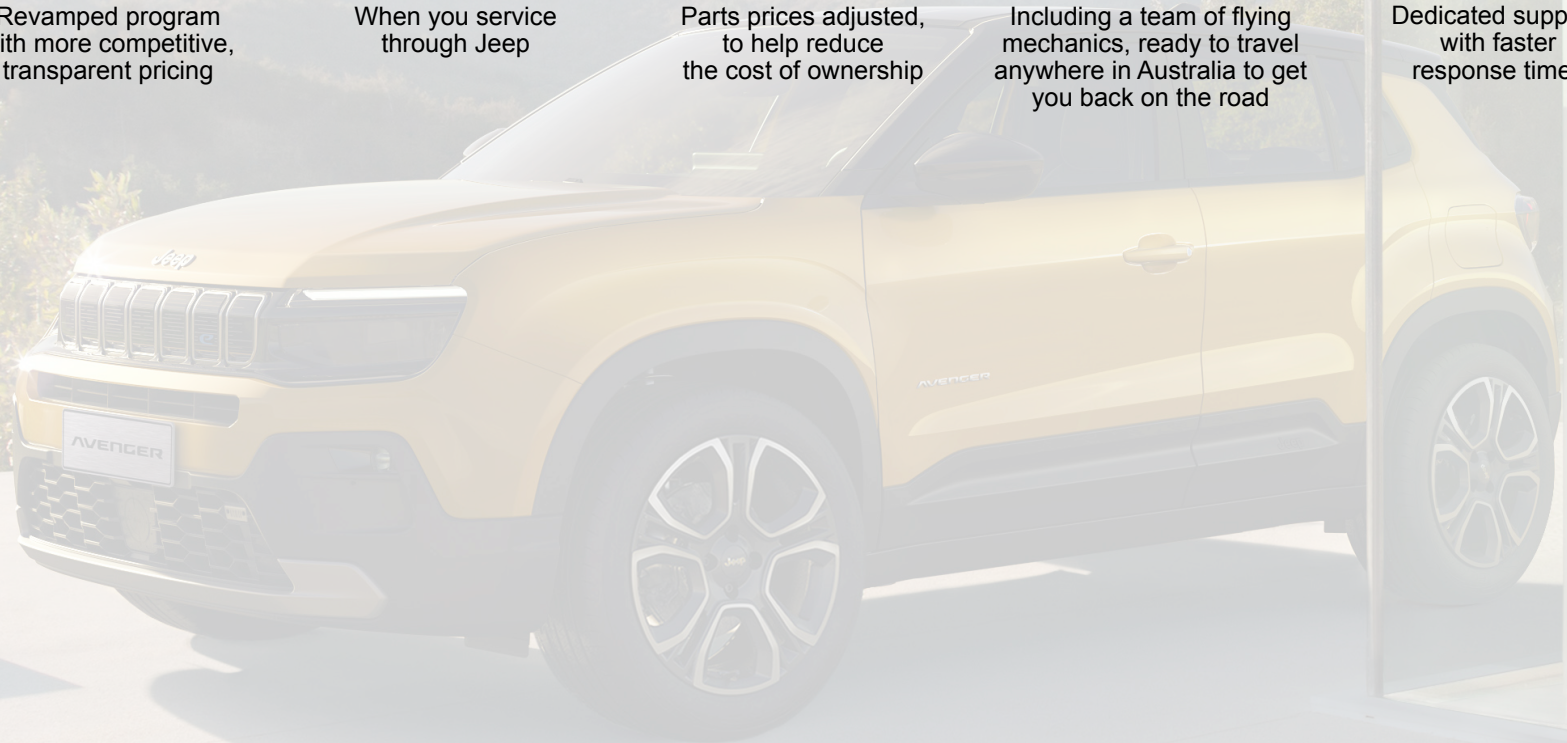 Revamped program
with more competitive,
transparent pricing
When you service
through Jeep
Parts prices adjusted,
to help reduce
the cost of ownership
Including a team of flying
mechanics, ready to travel
anywhere in Australia to get
you back on the road
Dedicated supp
with faster
response time
Jeep
AVENGER
AVENGER
Jeep